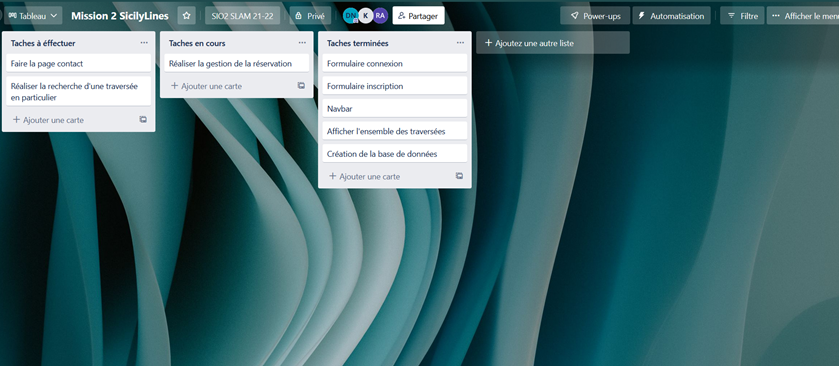 Tableau
Mission 2 SicilyLines
SIO2 SLAM 21-22
Privé
DN
K
RA
Partager
Power-ups
Automatisation
Filtre
Afficher le menu
Taches à éffectuer
Faire la page contact
Réaliser la recherche d'une traversée
en particulier
Ajouter une carte
Taches en cours
Réaliser la gestion de la réservation
Ajouter une carte
Taches terminées
Formulaire connexion
Formulaire inscription
Navbar
Afficher l'ensemble des traversées
Création de la base de données
Ajouter une carte
Ajoutez une autre liste